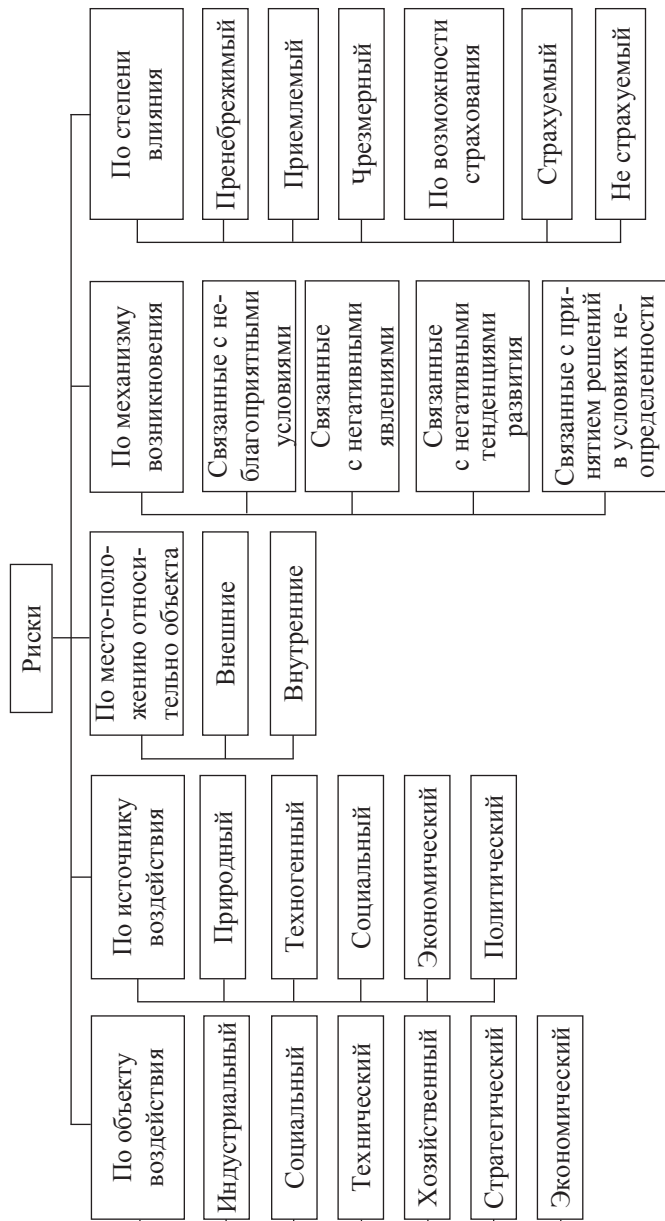 Риски
По объекту
воздействия
Индустриальный
Социальный
Технический
Хозяйственный
Стратегический
Экономический
По источнику
воздействия
Природный
Техногенный
Социальный
Экономический
Политический
По место-поло-
жению относи-
тельно объекта
Внешние
Внутренние
По механизму
возникновения
Связанные с не-
благоприятными
условиями
Связанные
с негативными
явлениями
Связанные
с негативными
тенденциями
развития
Связанные с при-
нятием решений
в условиях не-
определенности
По степени
влияния
Пренебрежимый
Приемлемый
Чрезмерный
По возможности
страхования
Страхуемый
Не страхуемый